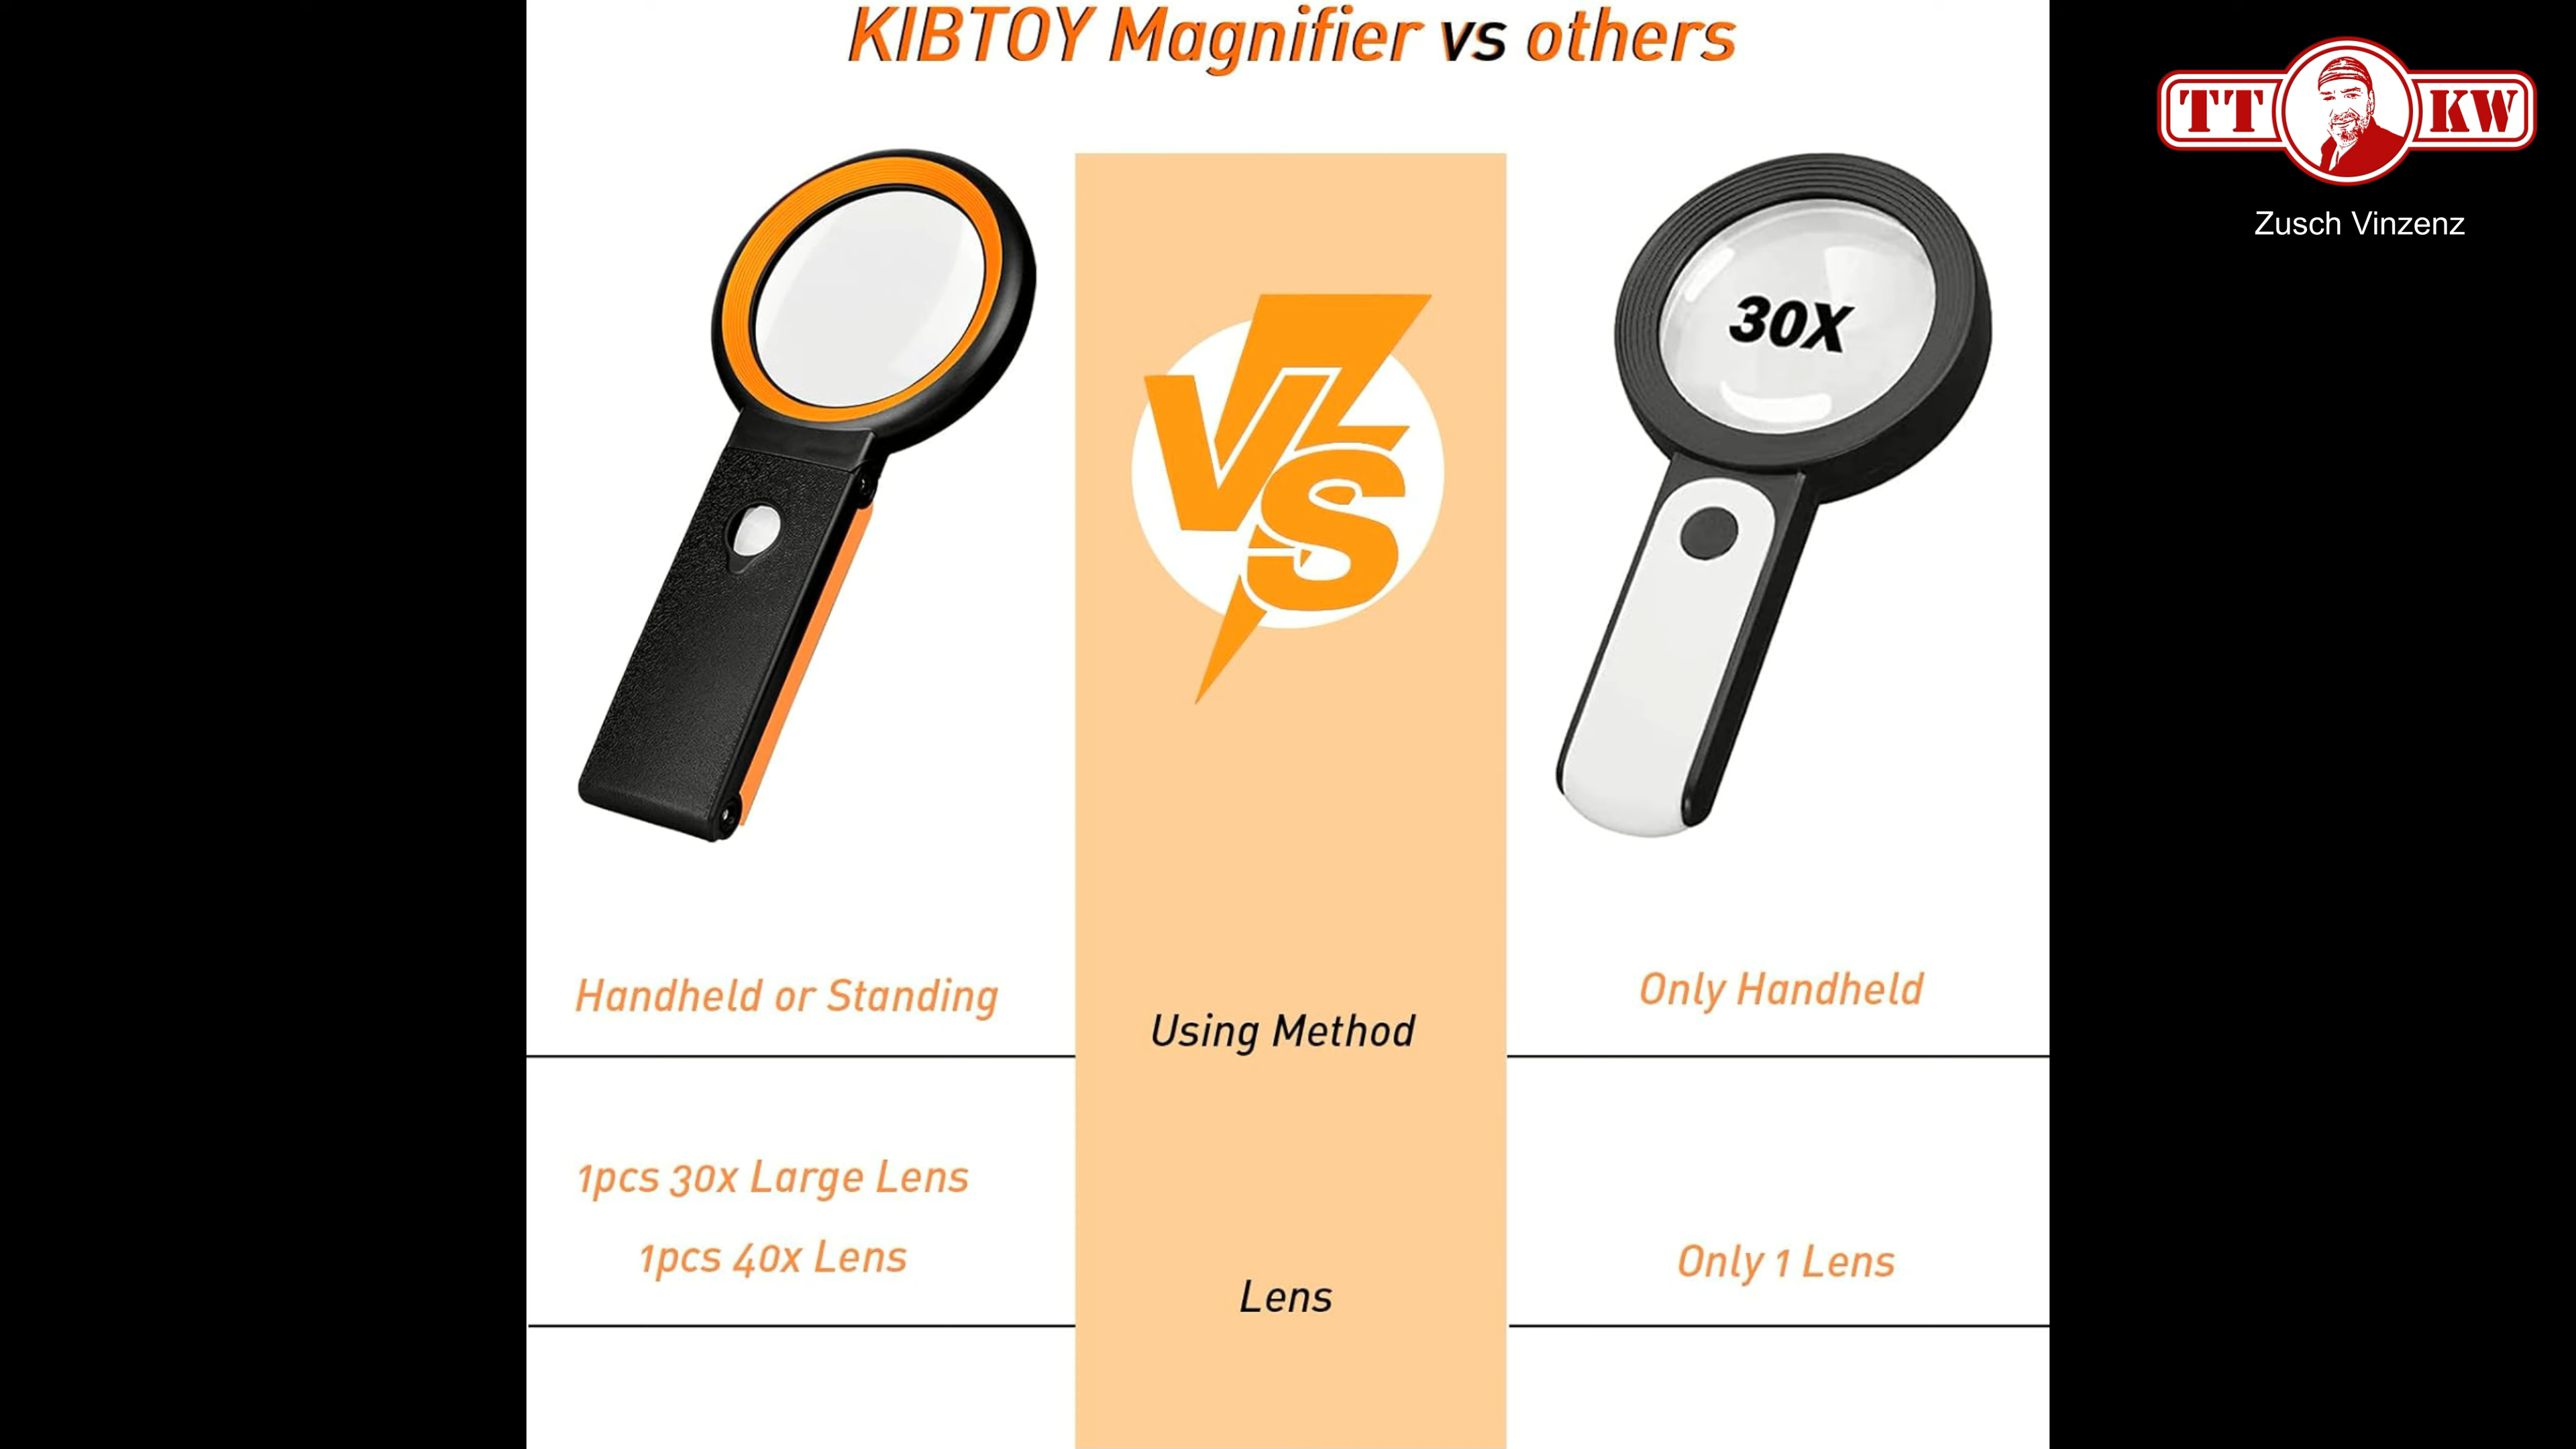 KIBTOY Magnifier vs others
TT KW
Zusch Vinzenz
30X
VS
Handheld or Standing
Using Method
Only Handheld
1pcs 30x Large Lens
1pcs 40x Lens
Lens
Only 1 Lens